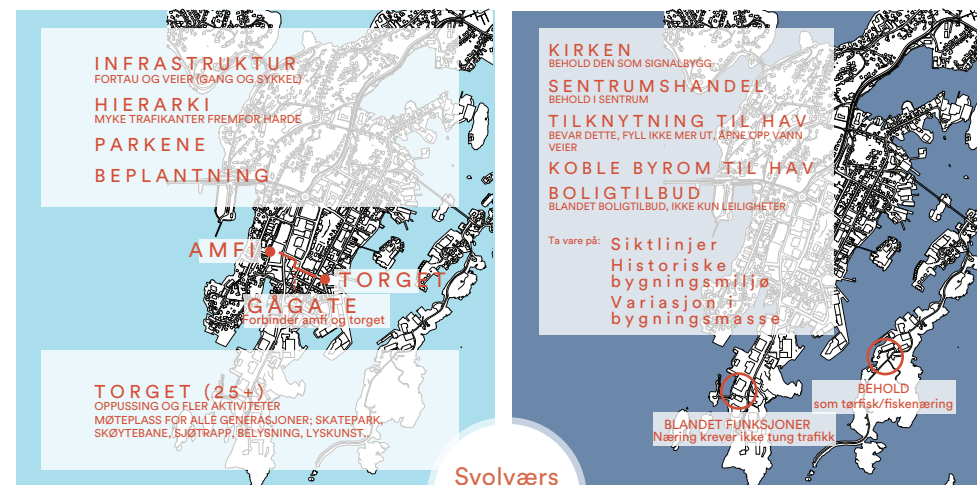 INFRASTRUKTUR
FORTAU OG VEIER (GANG OG SYKKEL)
HIERARKI
MYKE TRAFIKANTER FREMFOR HARDE
PARKENE
BEPLANTNING
AMFI
TORGET
GÅGATE
Forbinder amfi og torget
TORGET (25+)
OPPUSSING OG FLER AKTIVITETER
MØTEPLASS FOR ALLE GENERASJONER; SKATEPARK,
SKØYTEBANE, SJØTRAPP, BELYSNING, LYSKUNST.
KIRKEN
BEHOLD DEN SOM SIGNALBYGG
SENTRUMSHANDEL
BEHOLD I SENTRUM
TILKNYTNING TIL HAV
BEVAR DETTE, FYLL IKKE MER UT, ÅPNE OPP VANN
VEIER
KOBLE BYROM TIL HAV
BOLIGTILBUD
BLANDET BOLIGTILBUD, IKKE KUN LEILIGHETER
Ta vare på: Siktlinjer
Historiske
bygningsmiljø
Variasjon i
bygningsmasse
BEHOLD
som tørfisk/fiskenæring
BLANDET FUNKSJONER
Næring krever ikke tung trafikk
Svolværs